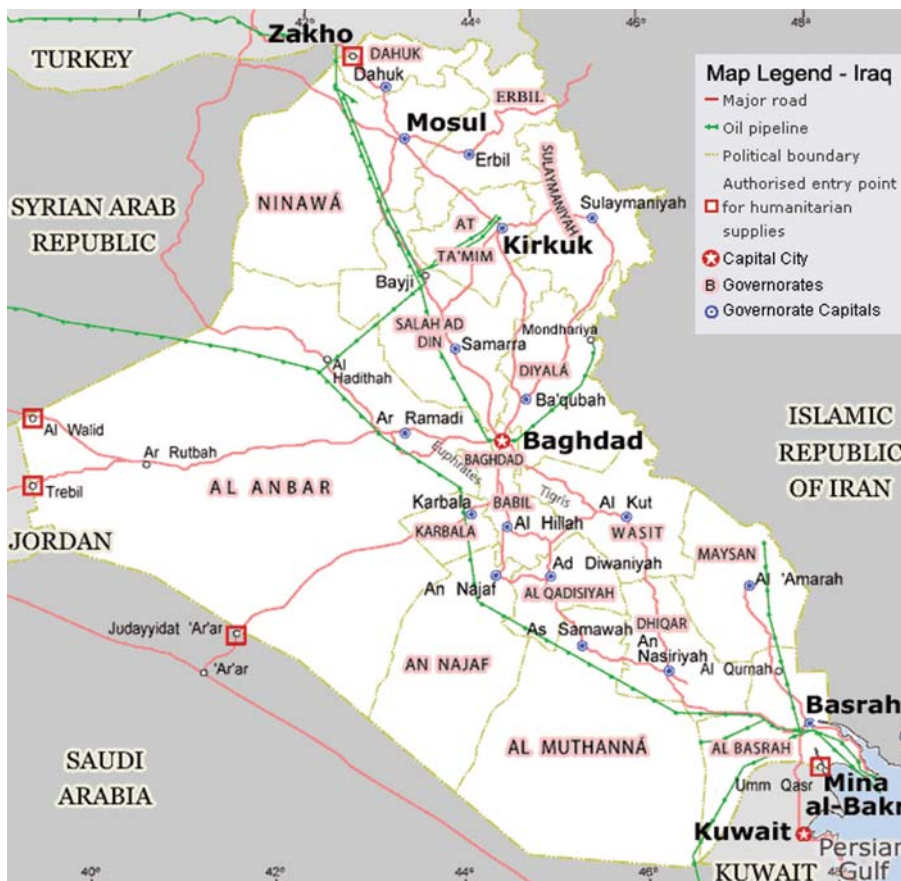 42°
44°
46°
48°
Zakho
TURKEY
DAHUK
Dahuk
Map Legend - Iraq
Major road
Oil pipeline
Political boundary
Authorised entry point
for humanitarian
supplies
Capital City
B Governorates
Governorate Capitals
ERBIL
Mosul
Erbil
SULAYMANIYAH
SYRIAN ARAB
REPUBLIC
NINAWÁ
AT
TA'MIM
Sulaymaniyah
Kirkuk
Bayji
SALAH AD
DIN
Samarra
Mondhariya
DIYALÁ
Al
Hadithah
Ba'qubah
ISLAMIC
REPUBLIC
OF IRAN
Al Walid
Ar Ramadi
Baghdad
BAGHDAD
Ar Rutbah
Euphrates
Trebil
AL ANBAR
Tigris
Karbala
BABIL
Al Kut
KARBALA
Al Hillah
WASIT
JORDAN
MAYSAN
An Najaf
Ad Diwaniyah
AL QADISIYAH
Al 'Amarah
Judayyidat 'Ar'ar
'Ar'ar
As Samawah
DHIQAR
An
Nasiriyah
Al Qurnah
AN NAJAF
Basrah
AL MUTHANNÁ
AL BASRAH
SAUDI
ARABIA
Umm Qasr
Mina
al-Bakr
Kuwait
Persian
Gulf
KUWAIT
40°
42°
44°
46°
48°